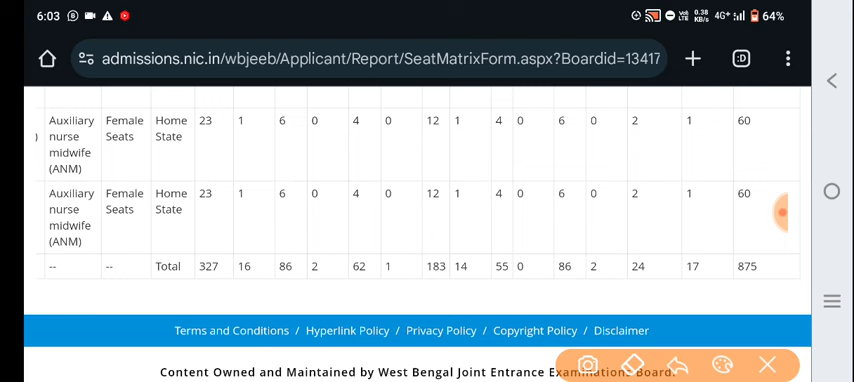 6:03 0.38 KB/s 4G+ 64%
admissions.nic.in/wbjeeb/Applicant/Report/SeatMatrixForm.aspx?Boardid=13417 :D
) Auxiliary nurse midwife (ANM) Female Seats Home State 23 1 6 0 4 0 12 1 4 0 6 0 2 1 60
Auxiliary nurse midwife (ANM) Female Seats Home State 23 1 6 0 4 0 12 1 4 0 6 0 2 1 60
-- -- Total 327 16 86 2 62 1 183 14 55 0 86 2 24 17 875
Terms and Conditions / Hyperlink Policy / Privacy Policy / Copyright Policy / Disclaimer
Content Owned and Maintained by West Bengal Joint Entrance Examinations Board.